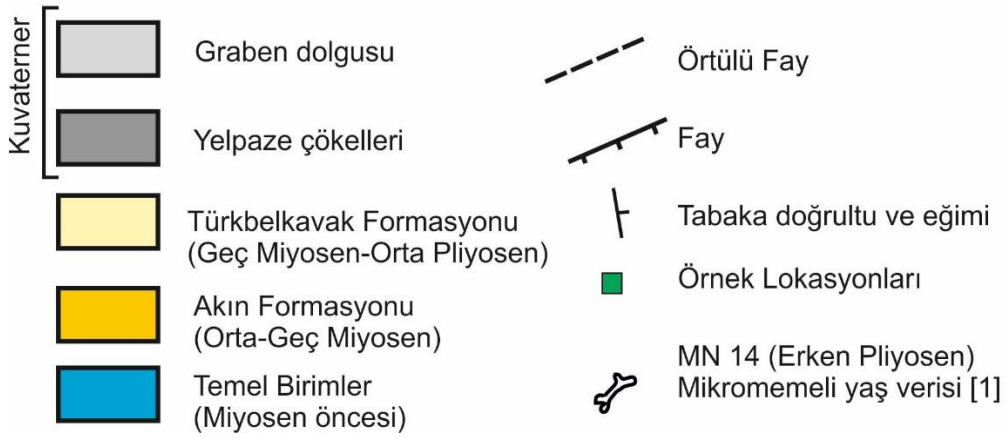 Kuvaterner
Graben dolgusu
Yelpaze çökelleri
Türkbelkavak Formasyonu
(Geç Miyosen-Orta Pliyosen)
Akın Formasyonu
(Orta-Geç Miyosen)
Temel Birimler
(Miyosen öncesi)
Örtülü Fay
Fay
Tabaka doğrultu ve eğimi
Örnek Lokasyonları
MN 14 (Erken Pliyosen)
Mikromemeli yaş verisi [1]